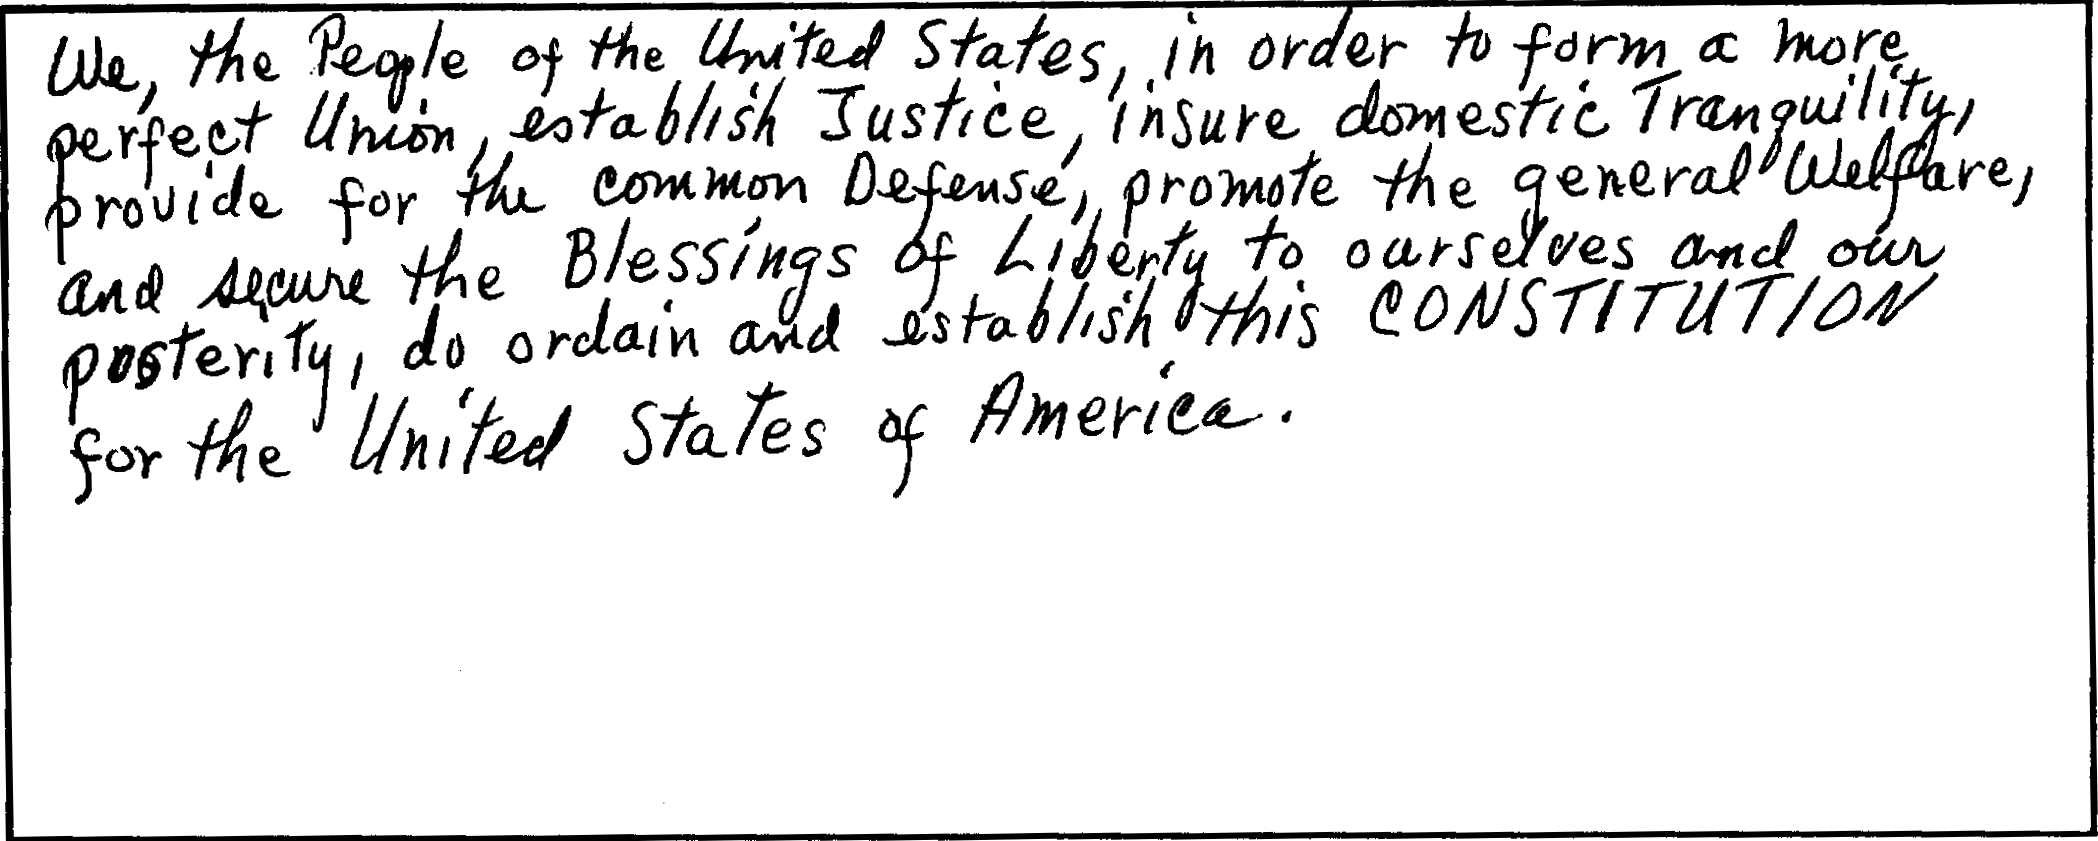 We, the People of the United States, in order to form a more
perfect Union, establish Justice, insure domestic Tranquility,
provide for the common Defense, promote the general Welfare,
and secure the Blessings of Liberty to ourselves and our
posterity, do ordain and establish this CONSTITUTION
for the United States of America.